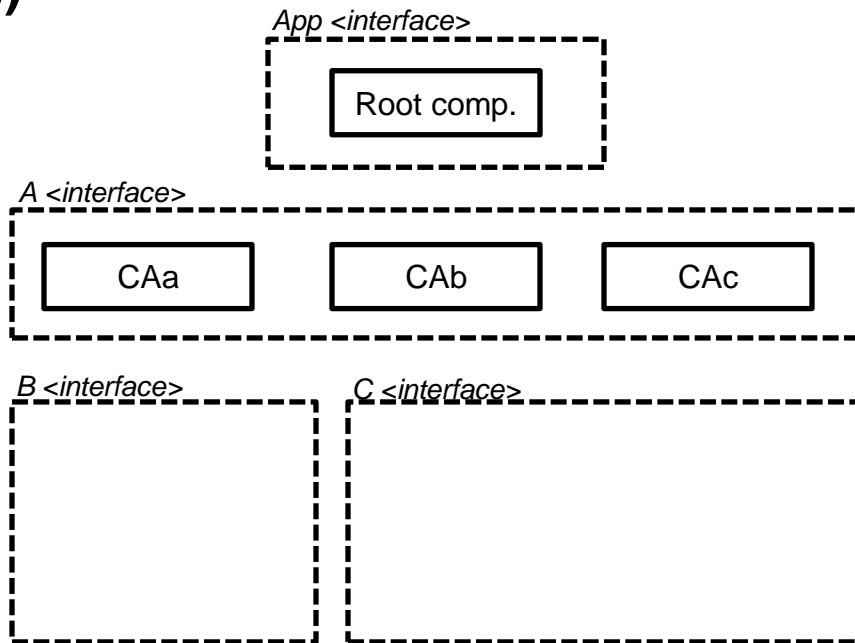 )
App <interface>
Root comp.
A <interface>
CAa
CAb
CAc
B <interface>
C <interface>